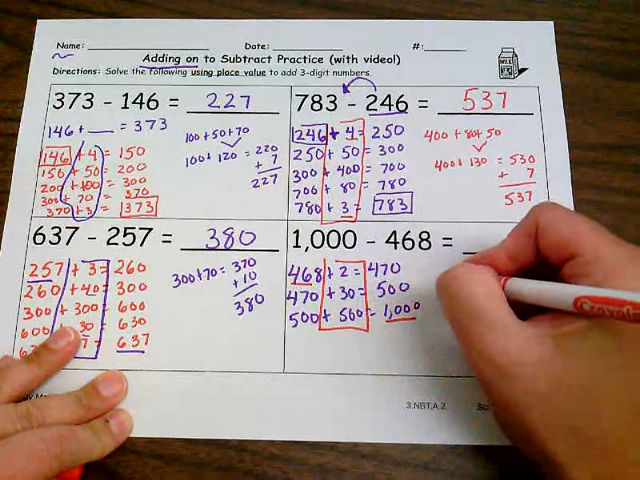 Name: Date: #:
Adding on to Subtract Practice (with video!)
Directions: Solve the following using place value to add 3-digit numbers.
373 - 146 = 227
146 + __ = 373
146 + 4 = 150
150 + 50 = 200
200 + 100 = 300
300 + 70 = 370
370 + 3 = 373
100 + 50 + 70
100 + 120 = 220
+ 7
227
783 - 246 = 537
246 + 4 = 250
250 + 50 = 300
300 + 400 = 700
700 + 80 = 780
780 + 3 = 783
400 + 80 + 50
400 + 130 = 530
+ 7
537
637 - 257 = 380
257 + 3 = 260
260 + 40 = 300
300 + 300 = 600
600 30 = 630
7 = 637
300 + 70 = 370
+ 10
380
1,000 - 468 =
468 + 2 = 470
470 + 30 = 500
500 + 500 = 1,000
3.NBT.A.2